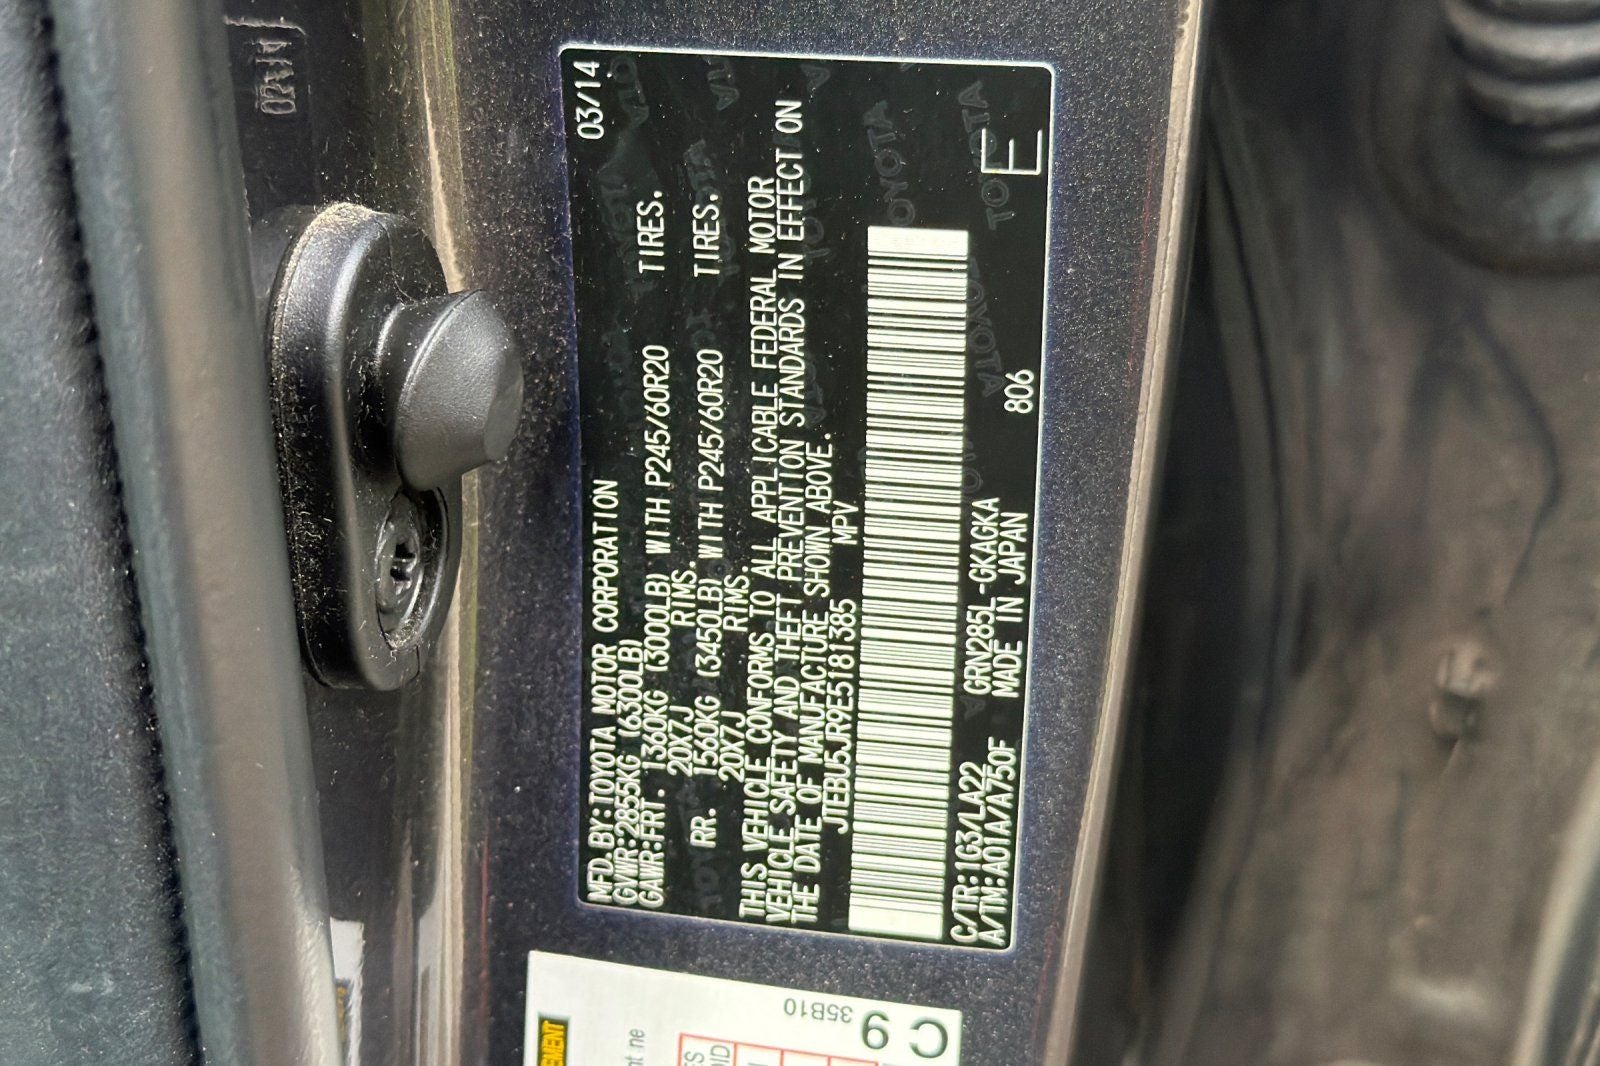 MFD. BY: TOYOTA MOTOR CORPORATION 03/14
GVWR: 2855KG (6300LB)
GAWR: FRT. 1360KG (3000LB) WITH P245/60R20 TIRES.
20X7J RIMS.
RR. 1560KG (3450LB) WITH P245/60R20 TIRES.
20X7J RIMS.
THIS VEHICLE CONFORMS TO ALL APPLICABLE FEDERAL MOTOR
VEHICLE SAFETY AND THEFT PREVENTION STANDARDS IN EFFECT ON
THE DATE OF MANUFACTURE SHOWN ABOVE.
JTEBU5JR9E5181385 MPV
C/TR: 1G3/LA22 GRN285L-GKAGKA
A/TM: A01A/A750F MADE IN JAPAN 806 E
C 9
35B10